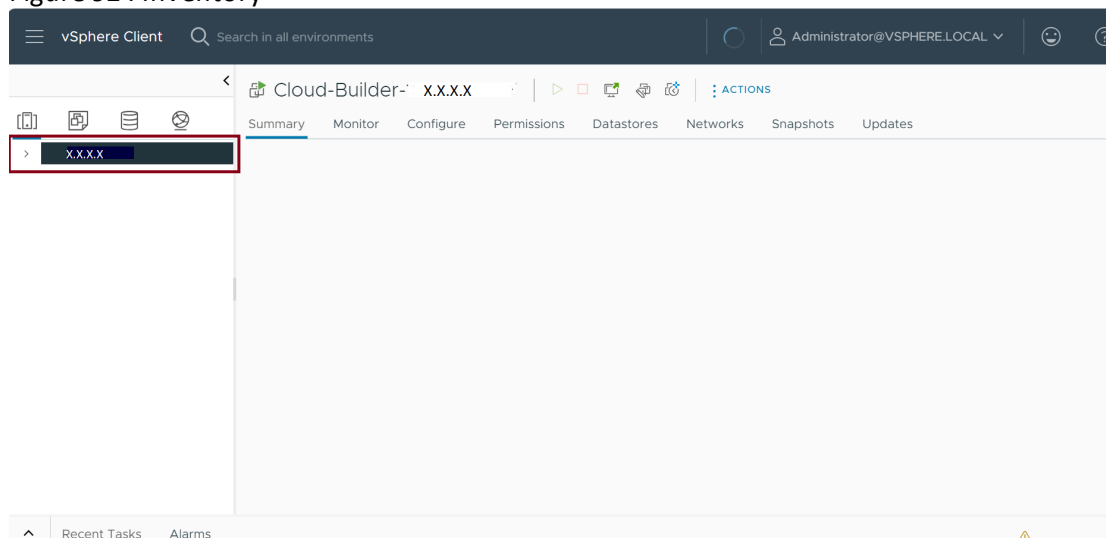 vSphere Client Search in all environments Administrator@VSPHERE.LOCAL
Cloud-Builder- X.X.X.X ACTIONS
Summary Monitor Configure Permissions Datastores Networks Snapshots Updates
X.X.X.X
Recent Tasks Alarms